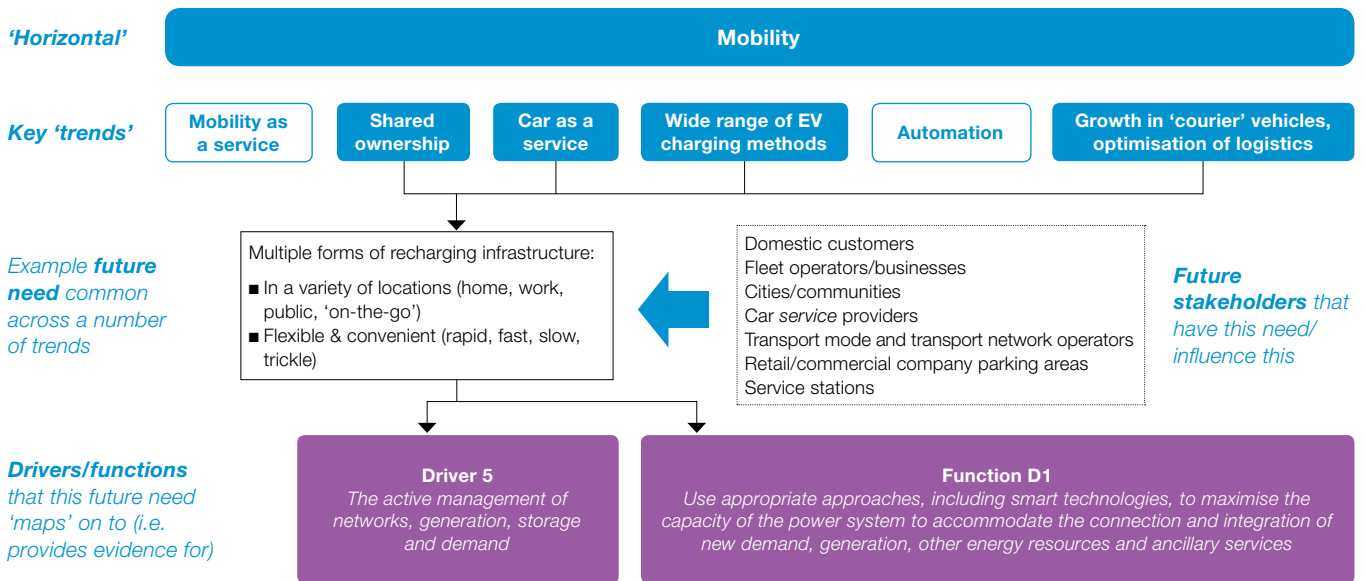 ‘Horizontal’
Mobility
Key ‘trends’
Mobility as
a service
Shared
ownership
Car as a
service
Wide range of EV
charging methods
Automation
Growth in ‘courier’ vehicles,
optimisation of logistics
Example future
need common
across a number
of trends
Multiple forms of recharging infrastructure:
■ In a variety of locations (home, work,
public, ‘on-the-go’)
■ Flexible & convenient (rapid, fast, slow,
trickle)
Domestic customers
Fleet operators/businesses
Cities/communities
Car service providers
Transport mode and transport network operators
Retail/commercial company parking areas
Service stations
Future
stakeholders that
have this need/
influence this
Drivers/functions
that this future need
‘maps’ on to (i.e.
provides evidence for)
Driver 5
The active management of
networks, generation, storage
and demand
Function D1
Use appropriate approaches, including smart technologies, to maximise the
capacity of the power system to accommodate the connection and integration of
new demand, generation, other energy resources and ancillary services